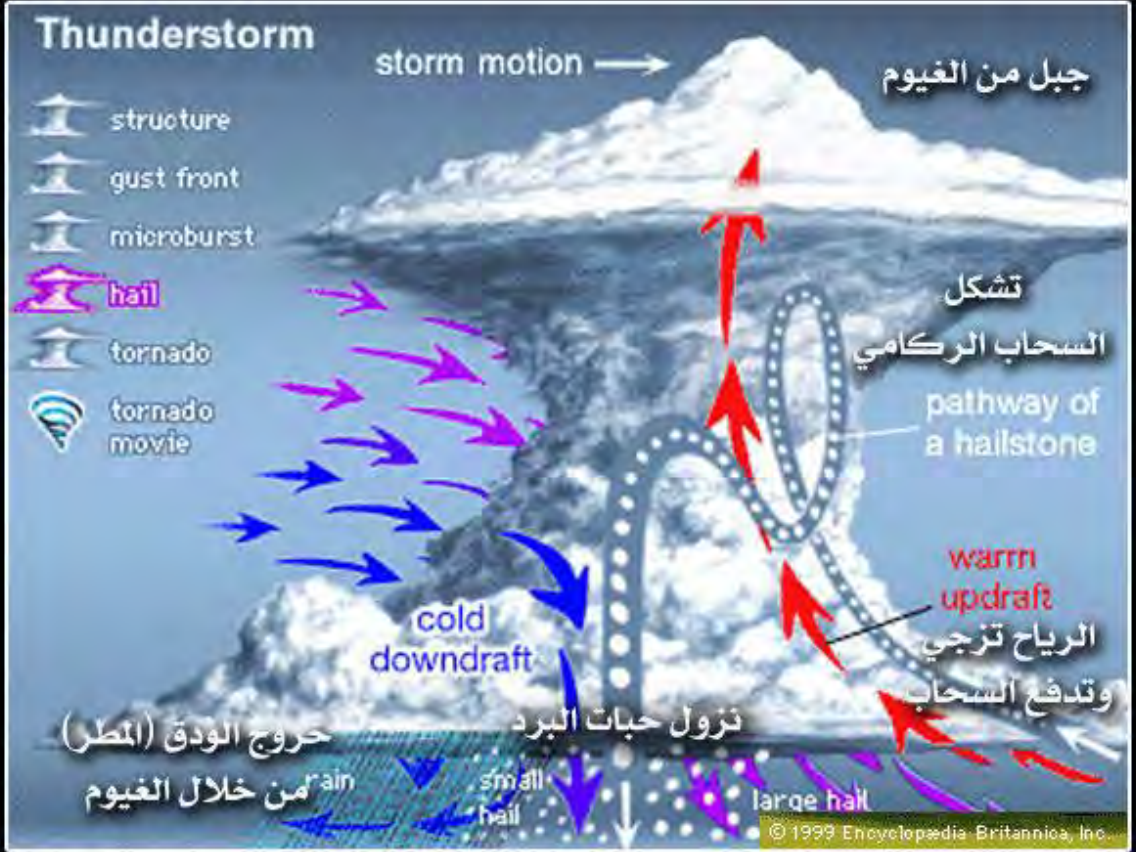 Thunderstorm
storm motion
جبل من الغيوم
structure
gust front
microburst
hail
tornado
tornado
movie
تشكل
السحاب الركامي
pathway of
a hailstone
warm
updraft
الرياح تزجي
وتدفع السحاب
cold
downdraft
نزول حبات البرد
خروج الودق (المطر)
من خلال الغيوم
rain
small
hail
large hail
© 1999 Encyclopædia Britannica, Inc.